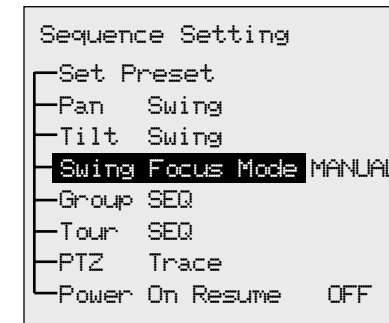 Sequence Setting
Set Preset
Pan Swing
Tilt Swing
Swing Focus Mode MANUAL
Group SEQ
Tour SEQ
PTZ Trace
Power On Resume OFF